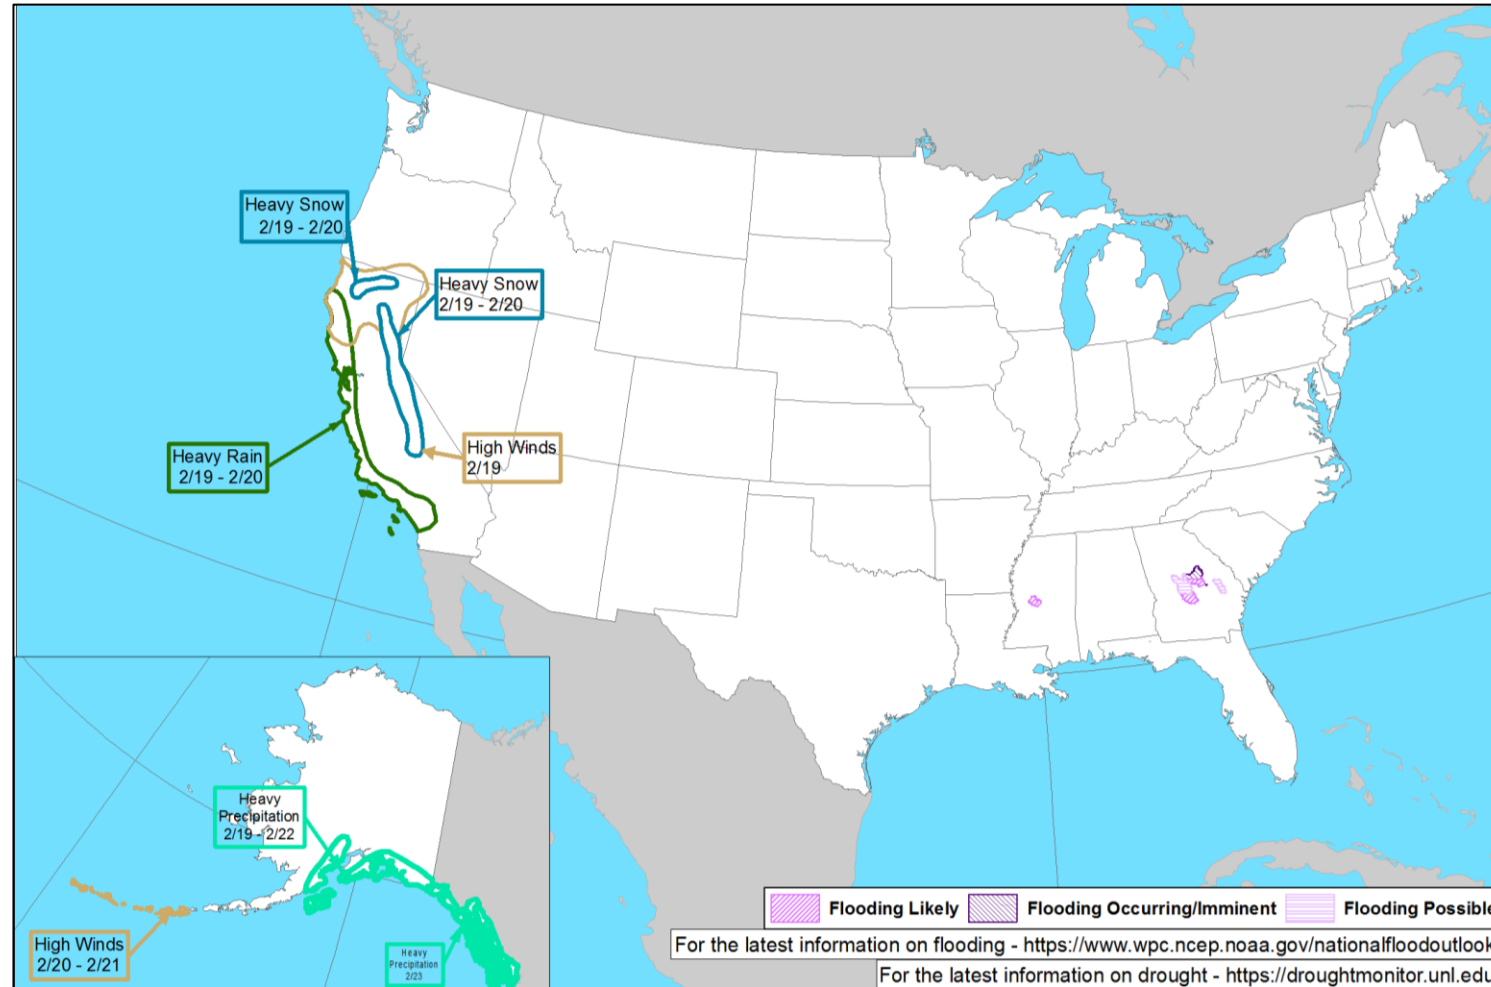 Heavy Snow
2/19 - 2/20
Heavy Snow
2/19 - 2/20
High Winds
2/19
Heavy Rain
2/19 - 2/20
Heavy
Precipitation
2/19 - 2/22
High Winds
2/20 - 2/21
Heavy
Precipitation
2/23
Flooding Likely
Flooding Occurring/Imminent
Flooding Possible
For the latest information on flooding - https://www.wpc.ncep.noaa.gov/nationalfloodoutlook
For the latest information on drought - https://droughtmonitor.unl.edu